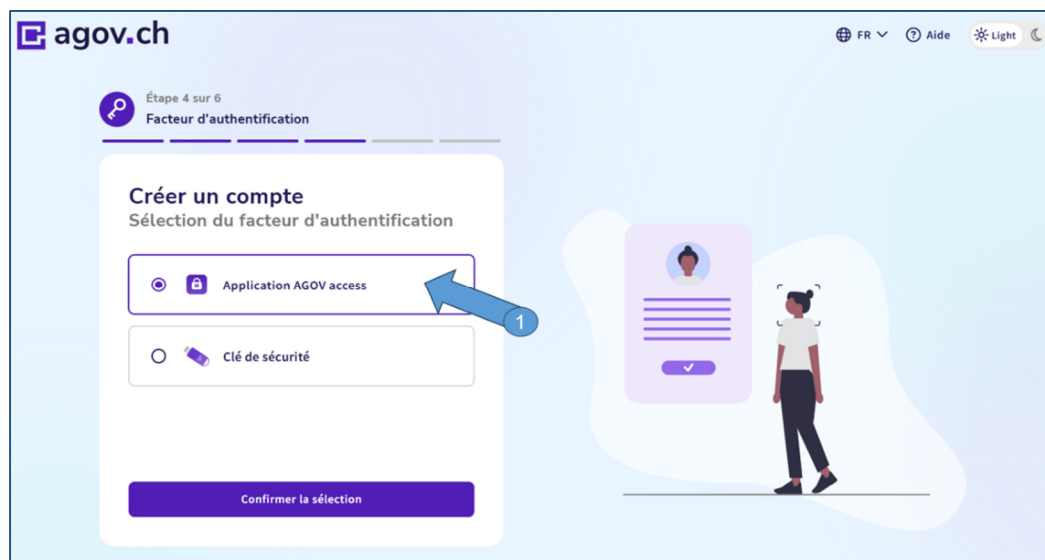 agov.ch
FR
Aide
Light
Étape 4 sur 6
Facteur d'authentification
Créer un compte
Sélection du facteur d'authentification
Application AGOV access
1
Clé de sécurité
Confirmer la sélection